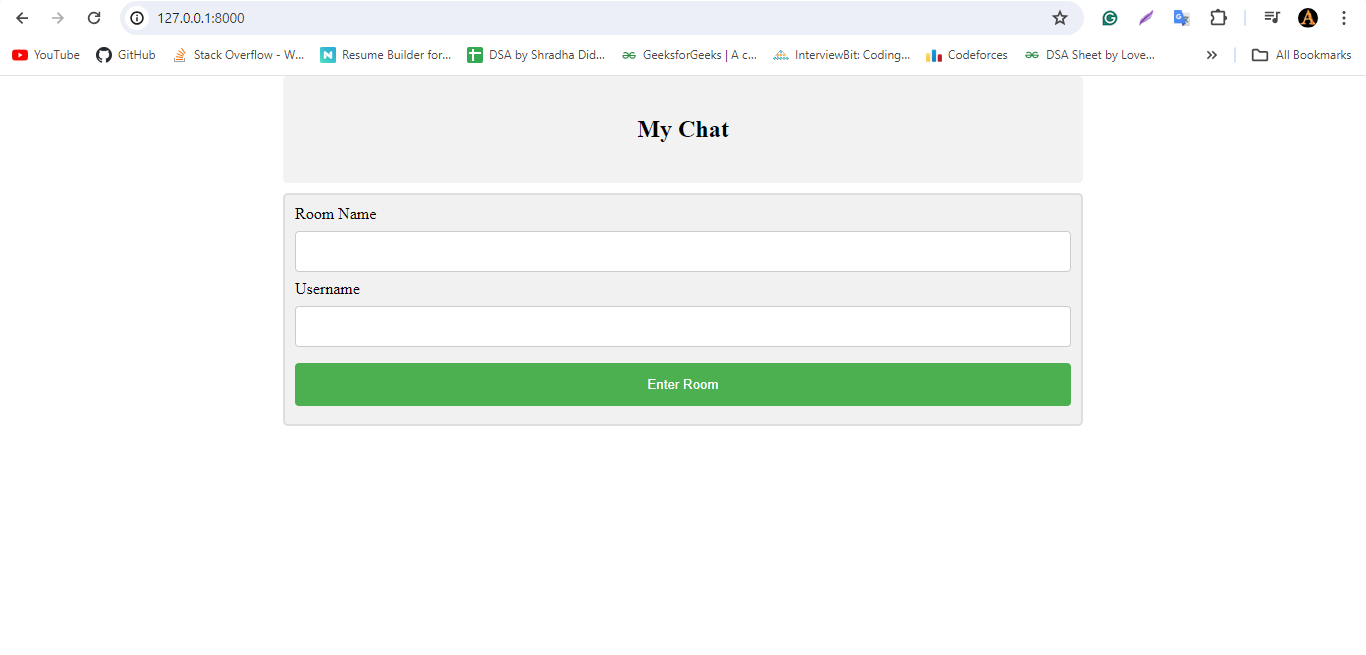 127.0.0.1:8000
YouTube GitHub Stack Overflow - W... Resume Builder for... DSA by Shradha Did... GeeksforGeeks | A c... InterviewBit: Coding... Codeforces DSA Sheet by Love... » All Bookmarks
My Chat
Room Name
Username
Enter Room